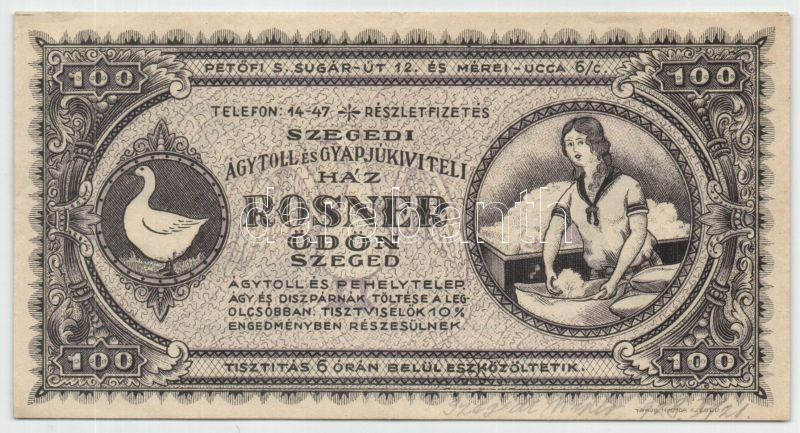 100 PETŐFI S. SUGÁR-ÚT 12. ÉS MÉREI-UCCA 6/c. 100
TELEFON: 14-47 ✳ RÉSZLETFIZETÉS
SZEGEDI
ÁGYTOLL ÉS GYAPJÚKIVITELI
HÁZ
ROSNER
darabanth
ÖDÖN
SZEGED
ÁGYTOLL ÉS PEHELYTELEP
ÁGY ÉS DISZPÁRNÁK TÖLTÉSE A LEG-
OLCSÓBBAN: TISZTVISELŐK 10%
ENGEDMÉNYBEN RÉSZESÜLNEK
100 TISZTITÁS 6 ÓRÁN BELÜL ESZKÖZÖLTETIK. 100